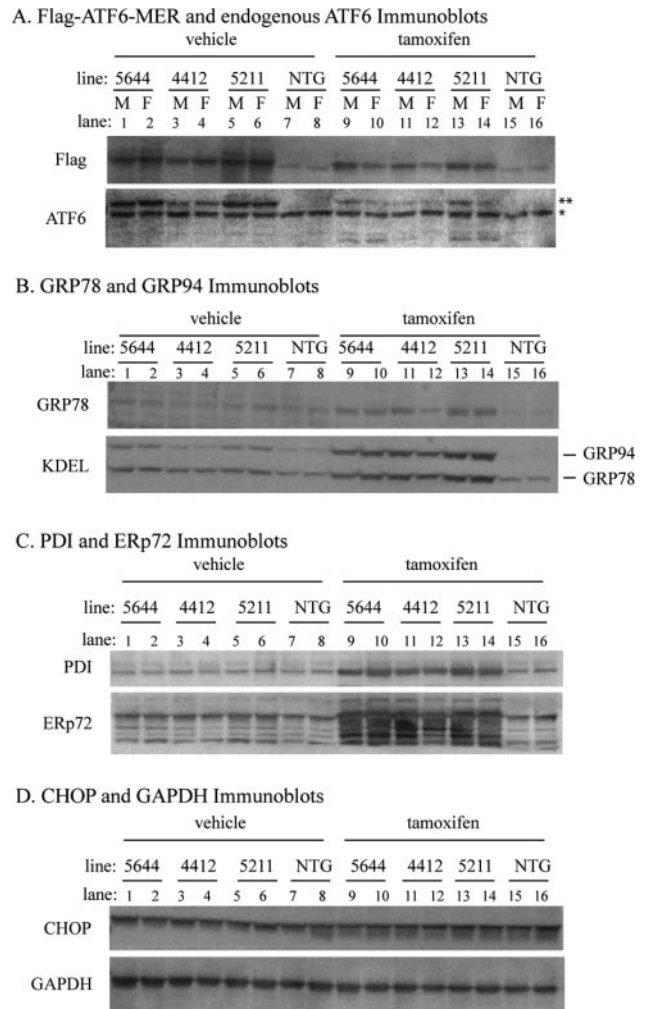 A. Flag-ATF6-MER and endogenous ATF6 Immunoblots
vehicle tamoxifen
line: 5644 4412 5211 NTG 5644 4412 5211 NTG
M F M F M F M F M F M F M F M F
lane: 1 2 3 4 5 6 7 8 9 10 11 12 13 14 15 16
Flag
ATF6 ** *
B. GRP78 and GRP94 Immunoblots
vehicle tamoxifen
line: 5644 4412 5211 NTG 5644 4412 5211 NTG
lane: 1 2 3 4 5 6 7 8 9 10 11 12 13 14 15 16
GRP78
KDEL – GRP94
– GRP78
C. PDI and ERp72 Immunoblots
vehicle tamoxifen
line: 5644 4412 5211 NTG 5644 4412 5211 NTG
lane: 1 2 3 4 5 6 7 8 9 10 11 12 13 14 15 16
PDI
ERp72
D. CHOP and GAPDH Immunoblots
vehicle tamoxifen
line: 5644 4412 5211 NTG 5644 4412 5211 NTG
lane: 1 2 3 4 5 6 7 8 9 10 11 12 13 14 15 16
CHOP
GAPDH